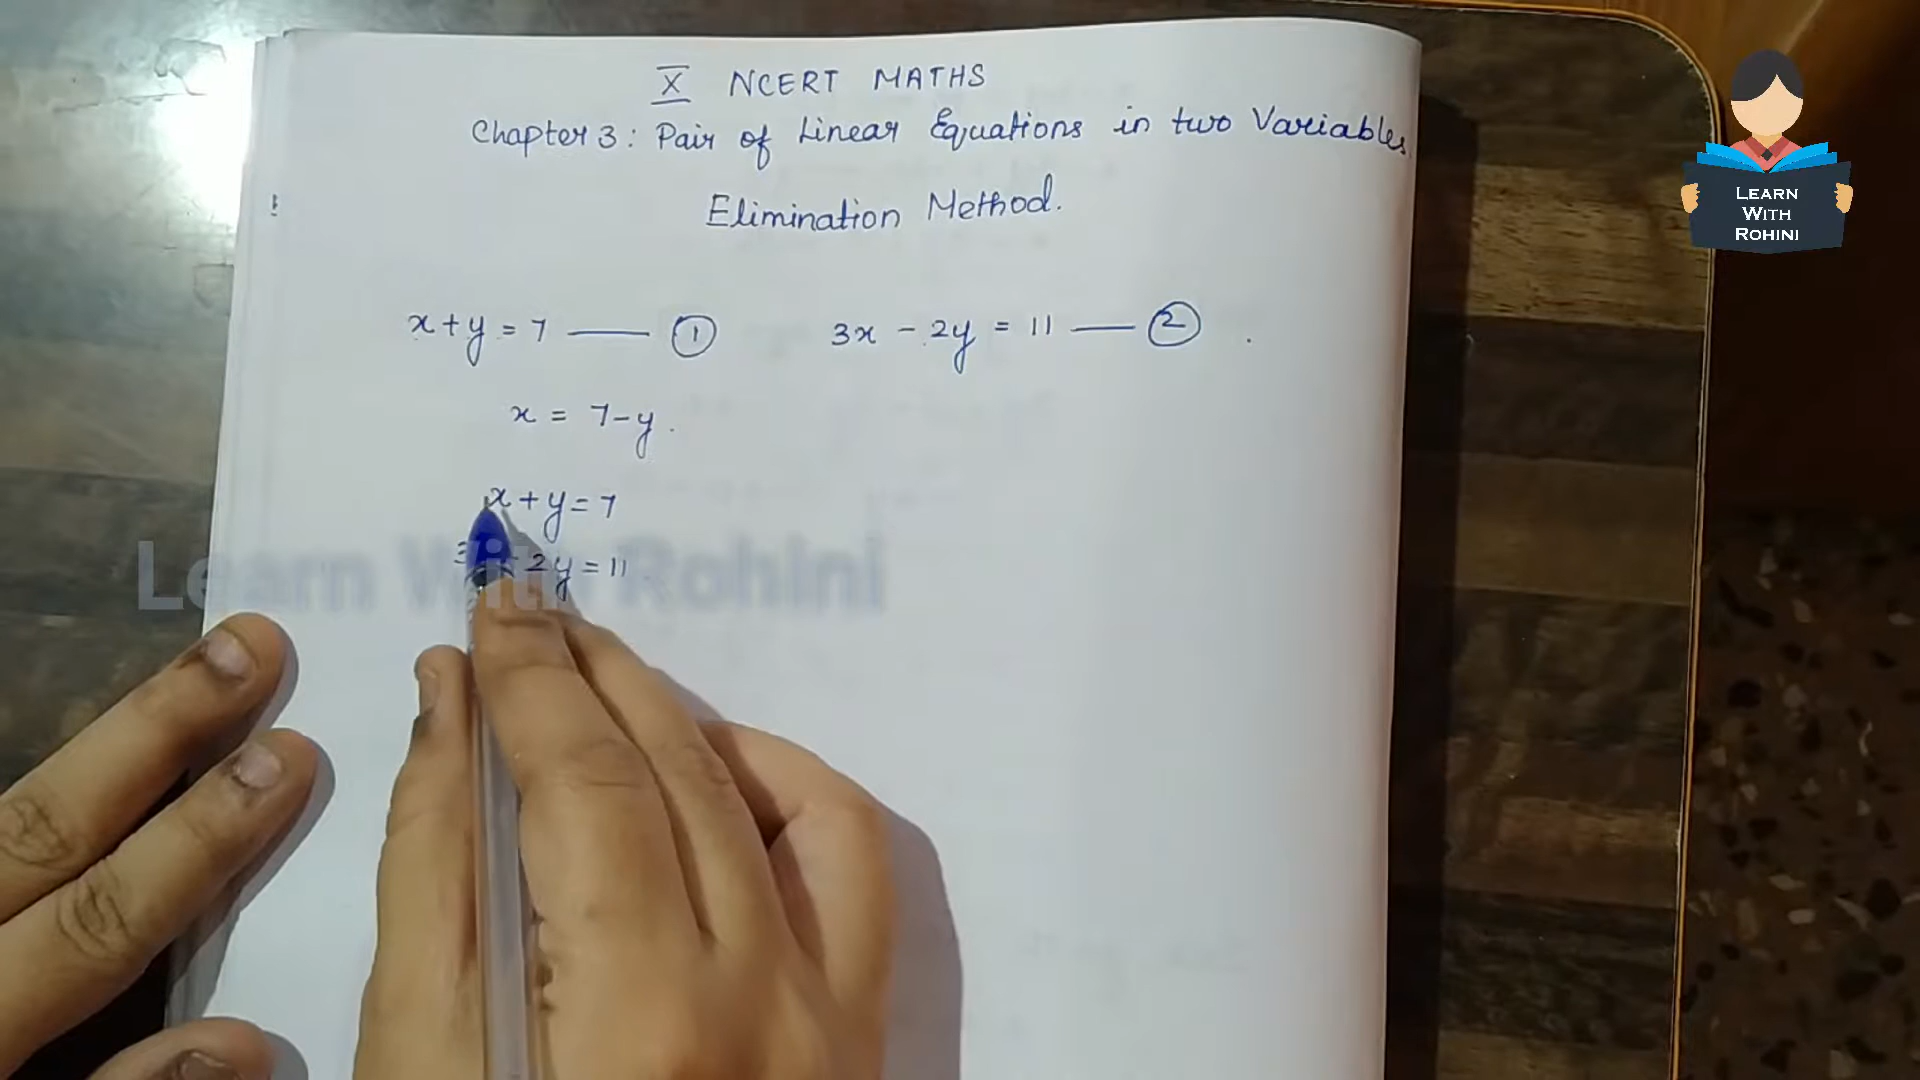 X NCERT MATHS
Chapter 3: Pair of Linear Equations in two Variables.
Elimination Method.
x + y = 7 —— ①
3x - 2y = 11 —— ②
x = 7 - y.
x + y = 7
2y = 11
Learn With Rohini
LEARN
WITH
ROHINI